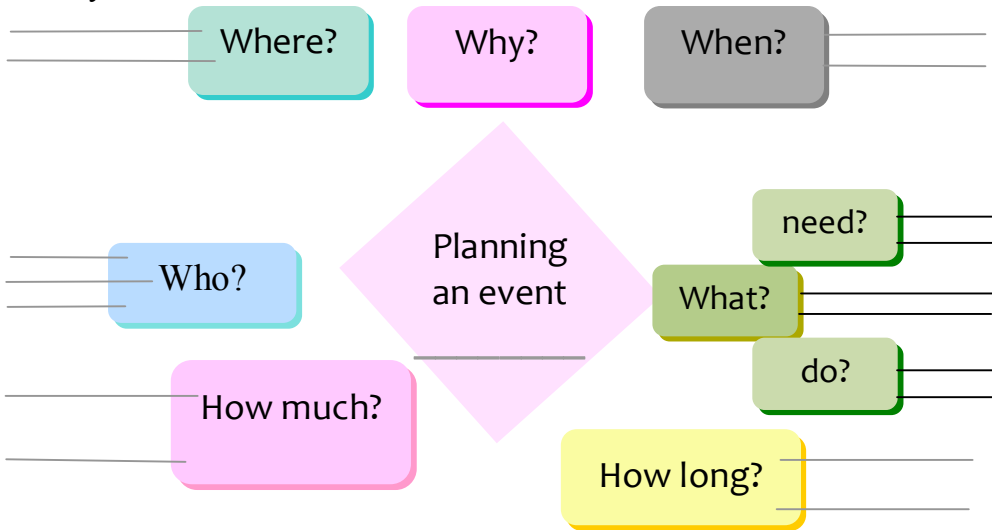 Where?
Why?
When?
Planning
an event
need?
Who?
What?
do?
How much?
How long?